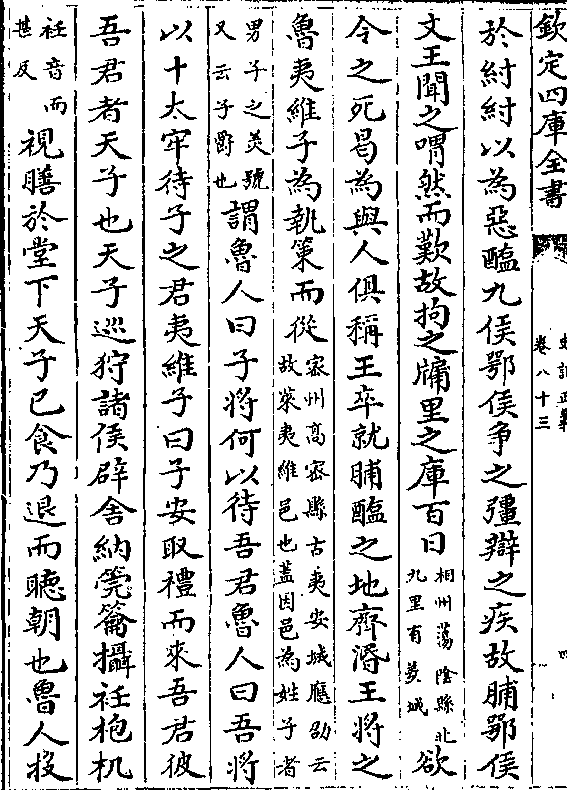 欽定四庫全書
史記正義
卷八十三
於紂紂以為惡醢九侯鄂侯争之彊辯之疾故脯鄂侯
文王聞之喟然而歎故拘之牖里之庫百日相州蕩陰縣北九里有羑城欲
令之死曷為與人俱稱王卒就脯醢之地齊湣王將之
魯夷維子為執策而從宻州髙宻縣古夷安城應劭云故萊夷維邑也蓋因邑為姓子者
男子之美號又云子爵也謂魯人曰子將何以待吾君魯人曰吾將
以十太牢待子之君夷維子曰子安取禮而來吾君彼
吾君者天子也天子巡狩諸侯辟舍納筦籥攝衽枹机
衽音而甚反視膳於堂下天子已食乃退而聽朝也魯人投